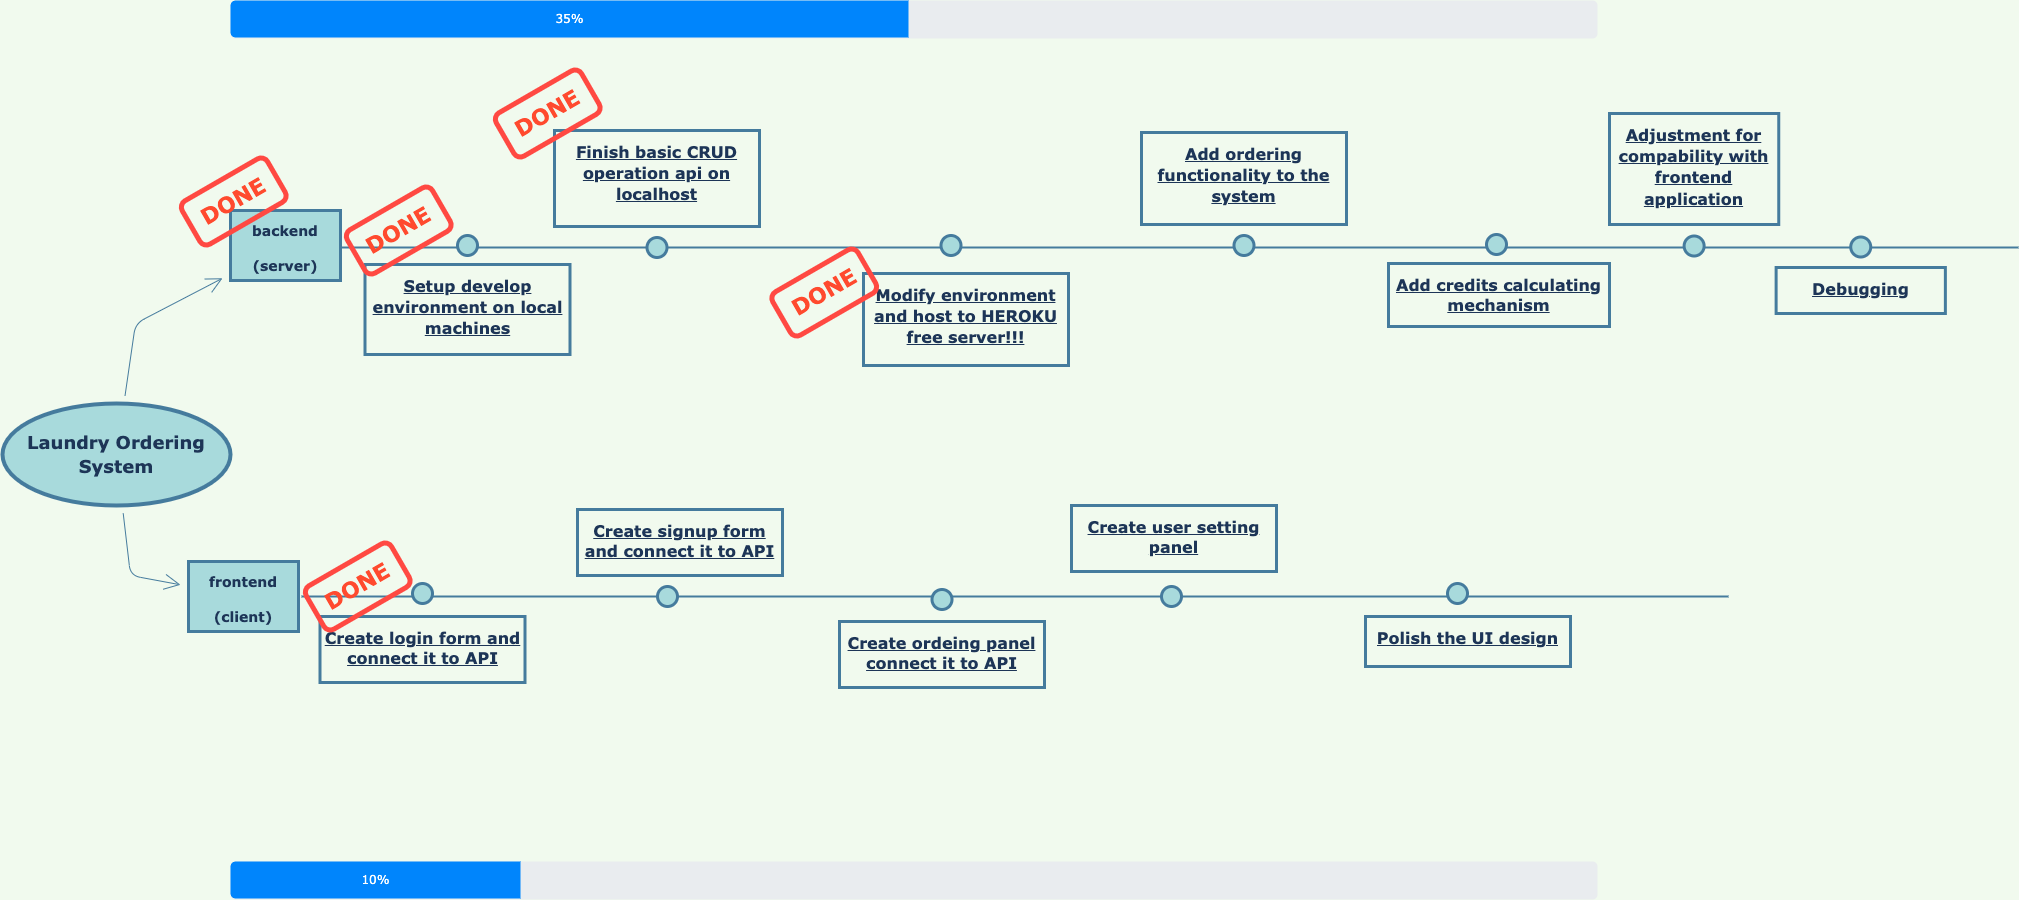 35%
DONE
Finish basic CRUD
operation api on
localhost
Add ordering
functionality to the
system
Adjustment for
compability with
frontend
application
DONE
backend
(server)
DONE
Setup develop
environment on local
machines
DONE
Modify environment
and host to HEROKU
free server!!!
Add credits calculating
mechanism
Debugging
Laundry Ordering
System
frontend
(client)
DONE
Create login form and
connect it to API
Create signup form
and connect it to API
Create ordeing panel
connect it to API
Create user setting
panel
Polish the UI design
10%